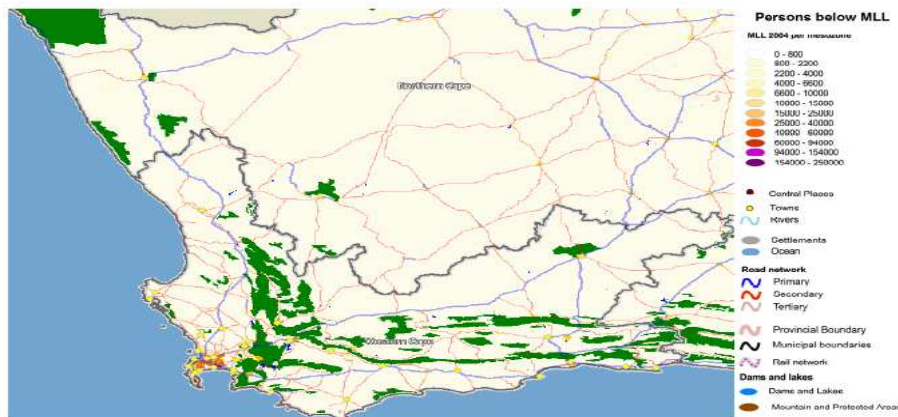 Persons below MLL
MLL 2004 per mesozone
0 - 800
800 - 2200
2200 - 4000
4000 - 6600
6600 - 10000
10000 - 15000
15000 - 25000
25000 - 40000
40000 - 60000
60000 - 94000
94000 - 154000
154000 - 250000
Central Places
Towns
Rivers
Settlements
Ocean
Road network
Primary
Secondary
Tertiary
Provincial Boundary
Municipal boundaries
Rail network
Dams and lakes
Dams and Lakes
Mountain and Protected Areas
Northern Cape
Western Cape